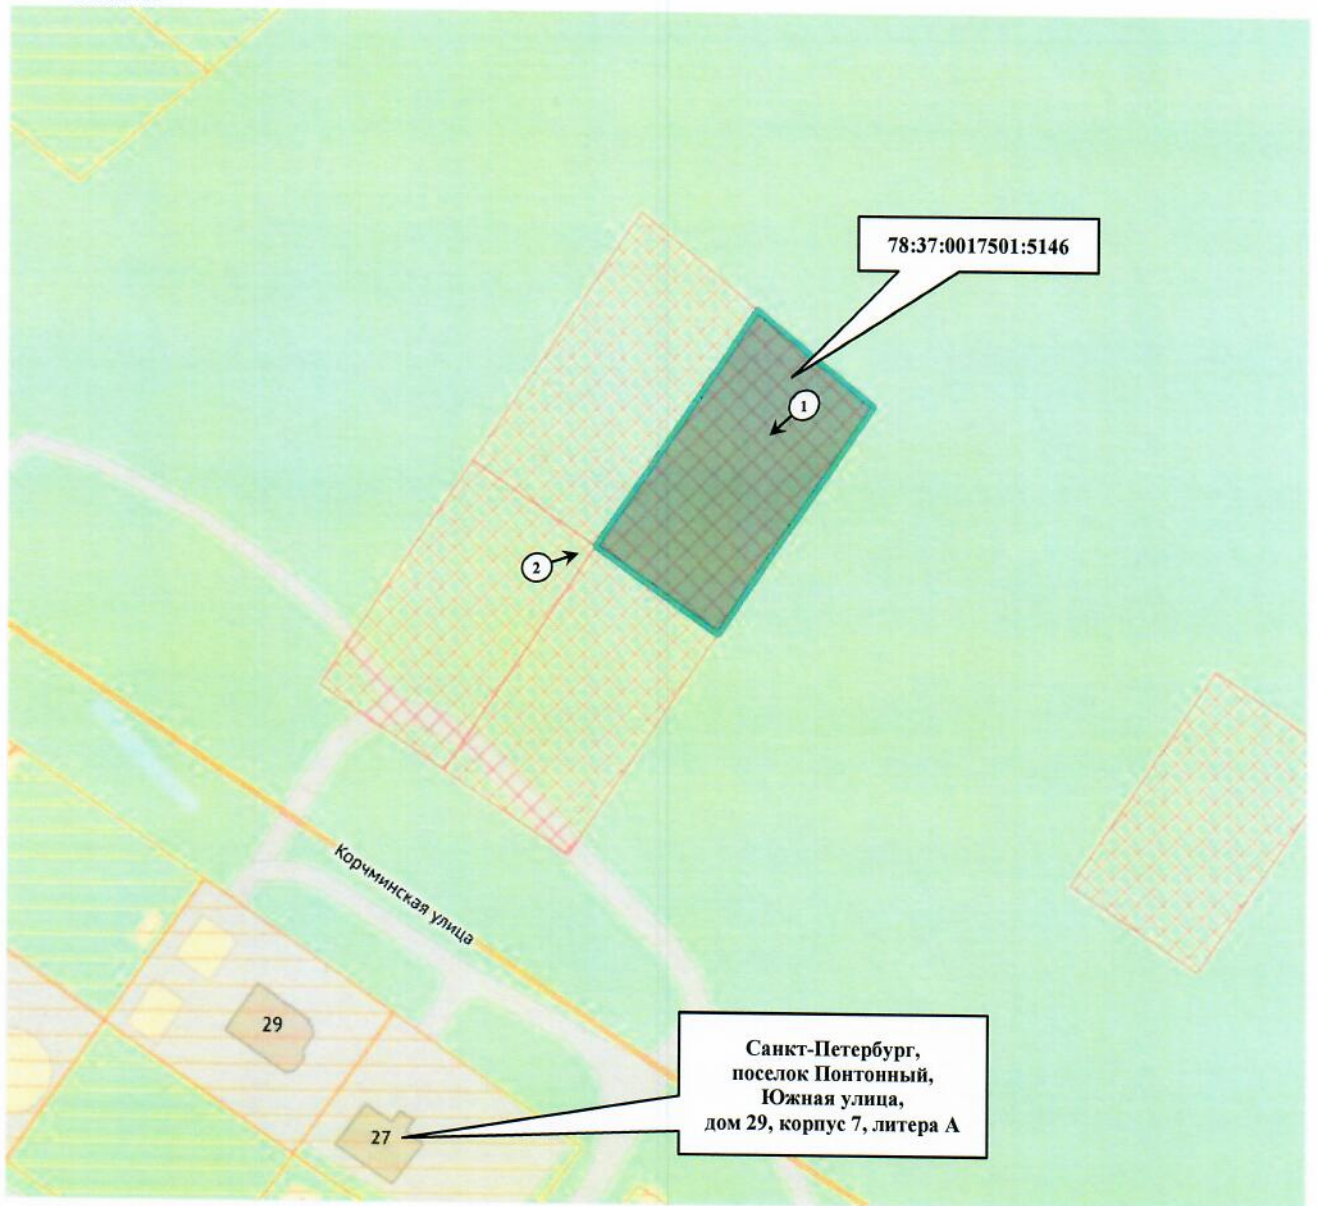 78:37:0017501:5146
1
2
Корчминская улица
29
Санкт-Петербург,
поселок Понтонный,
Южная улица,
дом 29, корпус 7, литера А
27